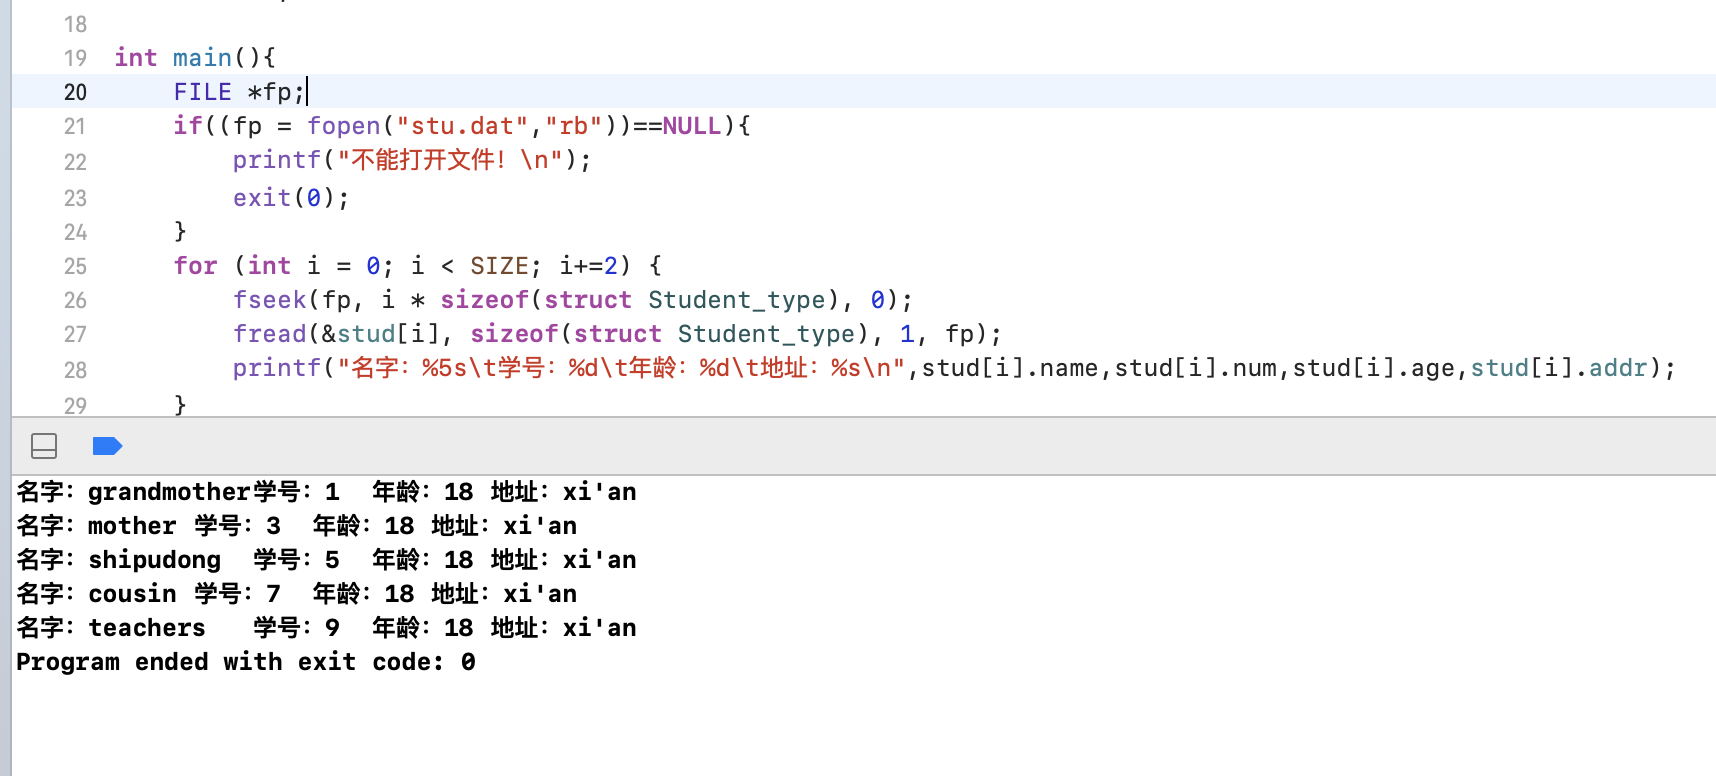 18
19 int main(){
20     FILE *fp;
21     if((fp = fopen("stu.dat","rb"))==NULL){
22         printf("不能打开文件！\n");
23         exit(0);
24     }
25     for (int i = 0; i < SIZE; i+=2) {
26         fseek(fp, i * sizeof(struct Student_type), 0);
27         fread(&stud[i], sizeof(struct Student_type), 1, fp);
28         printf("名字：%5s\t学号：%d\t年龄：%d\t地址：%s\n",stud[i].name,stud[i].num,stud[i].age,stud[i].addr);
29     }
名字：grandmother学号：1  年龄：18 地址：xi'an
名字：mother 学号：3  年龄：18 地址：xi'an
名字：shipudong  学号：5  年龄：18 地址：xi'an
名字：cousin 学号：7  年龄：18 地址：xi'an
名字：teachers   学号：9  年龄：18 地址：xi'an
Program ended with exit code: 0